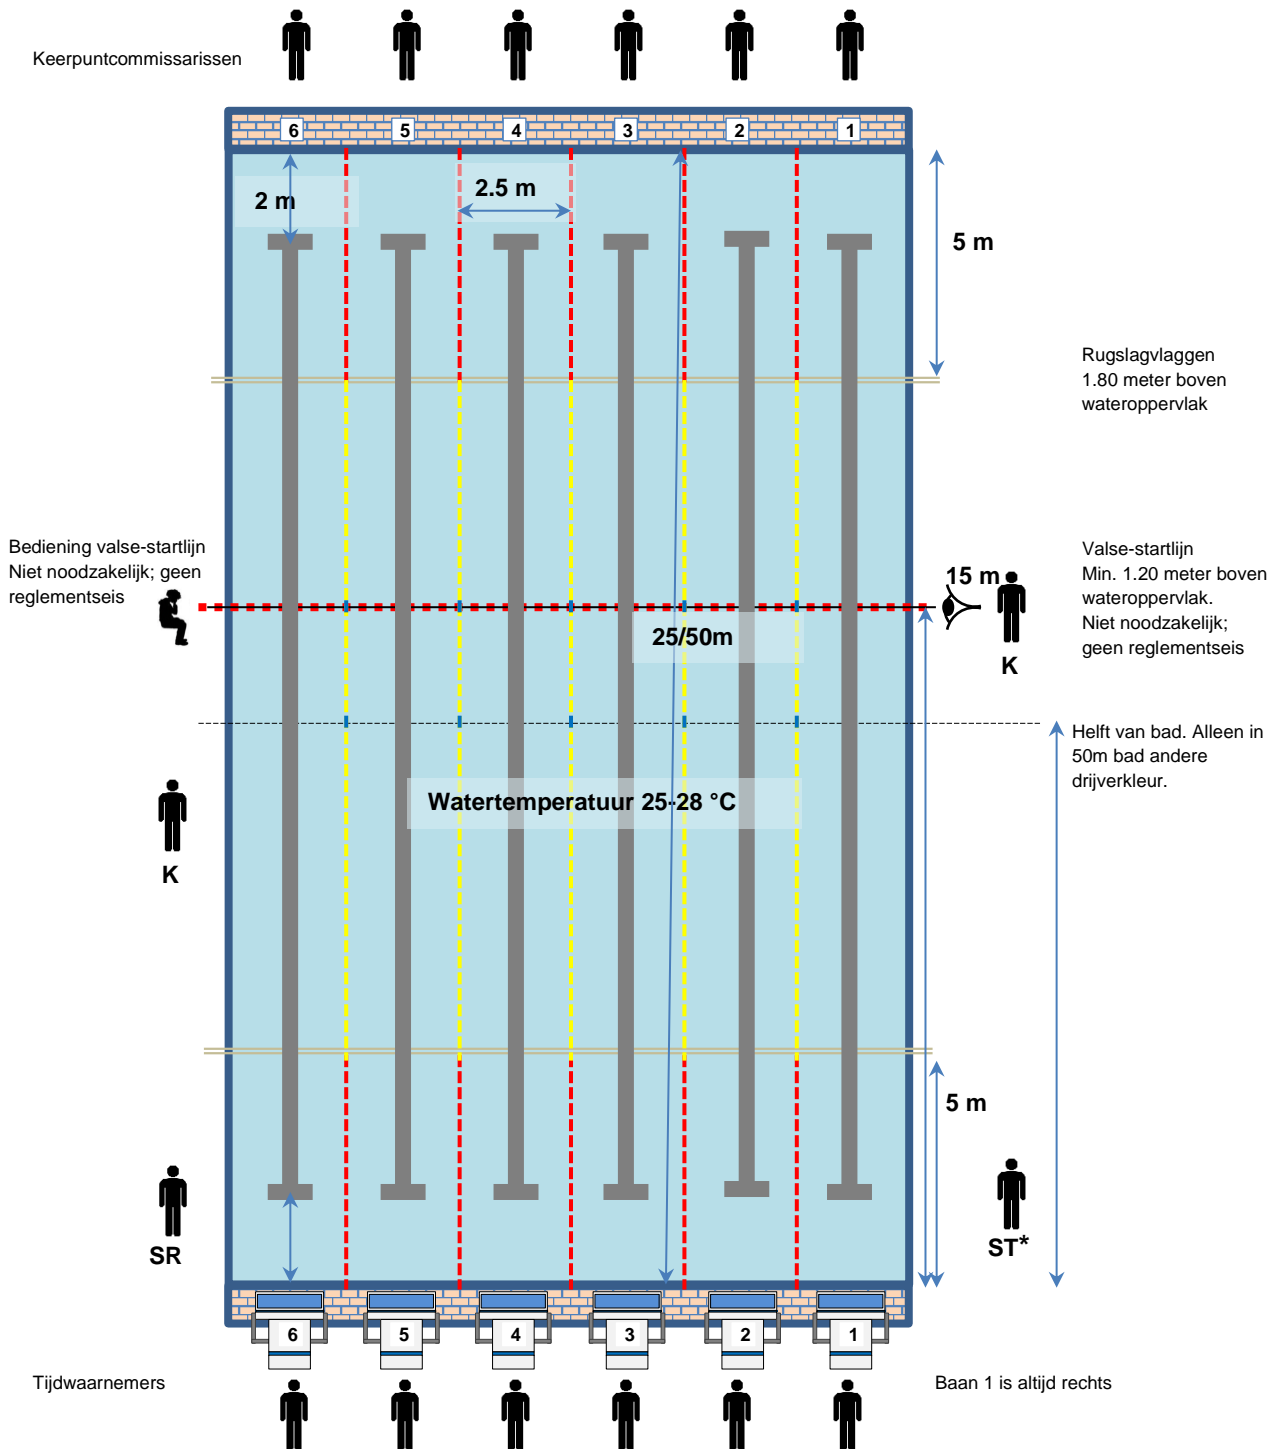 Keerpuntcommissarissen
6 5 4 3 2 1
2 m
2.5 m
5 m
Rugslagvlaggen
1.80 meter boven
wateroppervlak
Bediening valse-startlijn
Niet noodzakelijk; geen
reglementseis
15 m
K
Valse-startlijn
Min. 1.20 meter boven
wateroppervlak.
Niet noodzakelijk;
geen reglementseis
25/50m
Helft van bad. Alleen in
50m bad andere
drijverkleur.
Watertemperatuur 25-28 °C
K
5 m
SR
ST*
6 5 4 3 2 1
Tijdwaarnemers
Baan 1 is altijd rechts